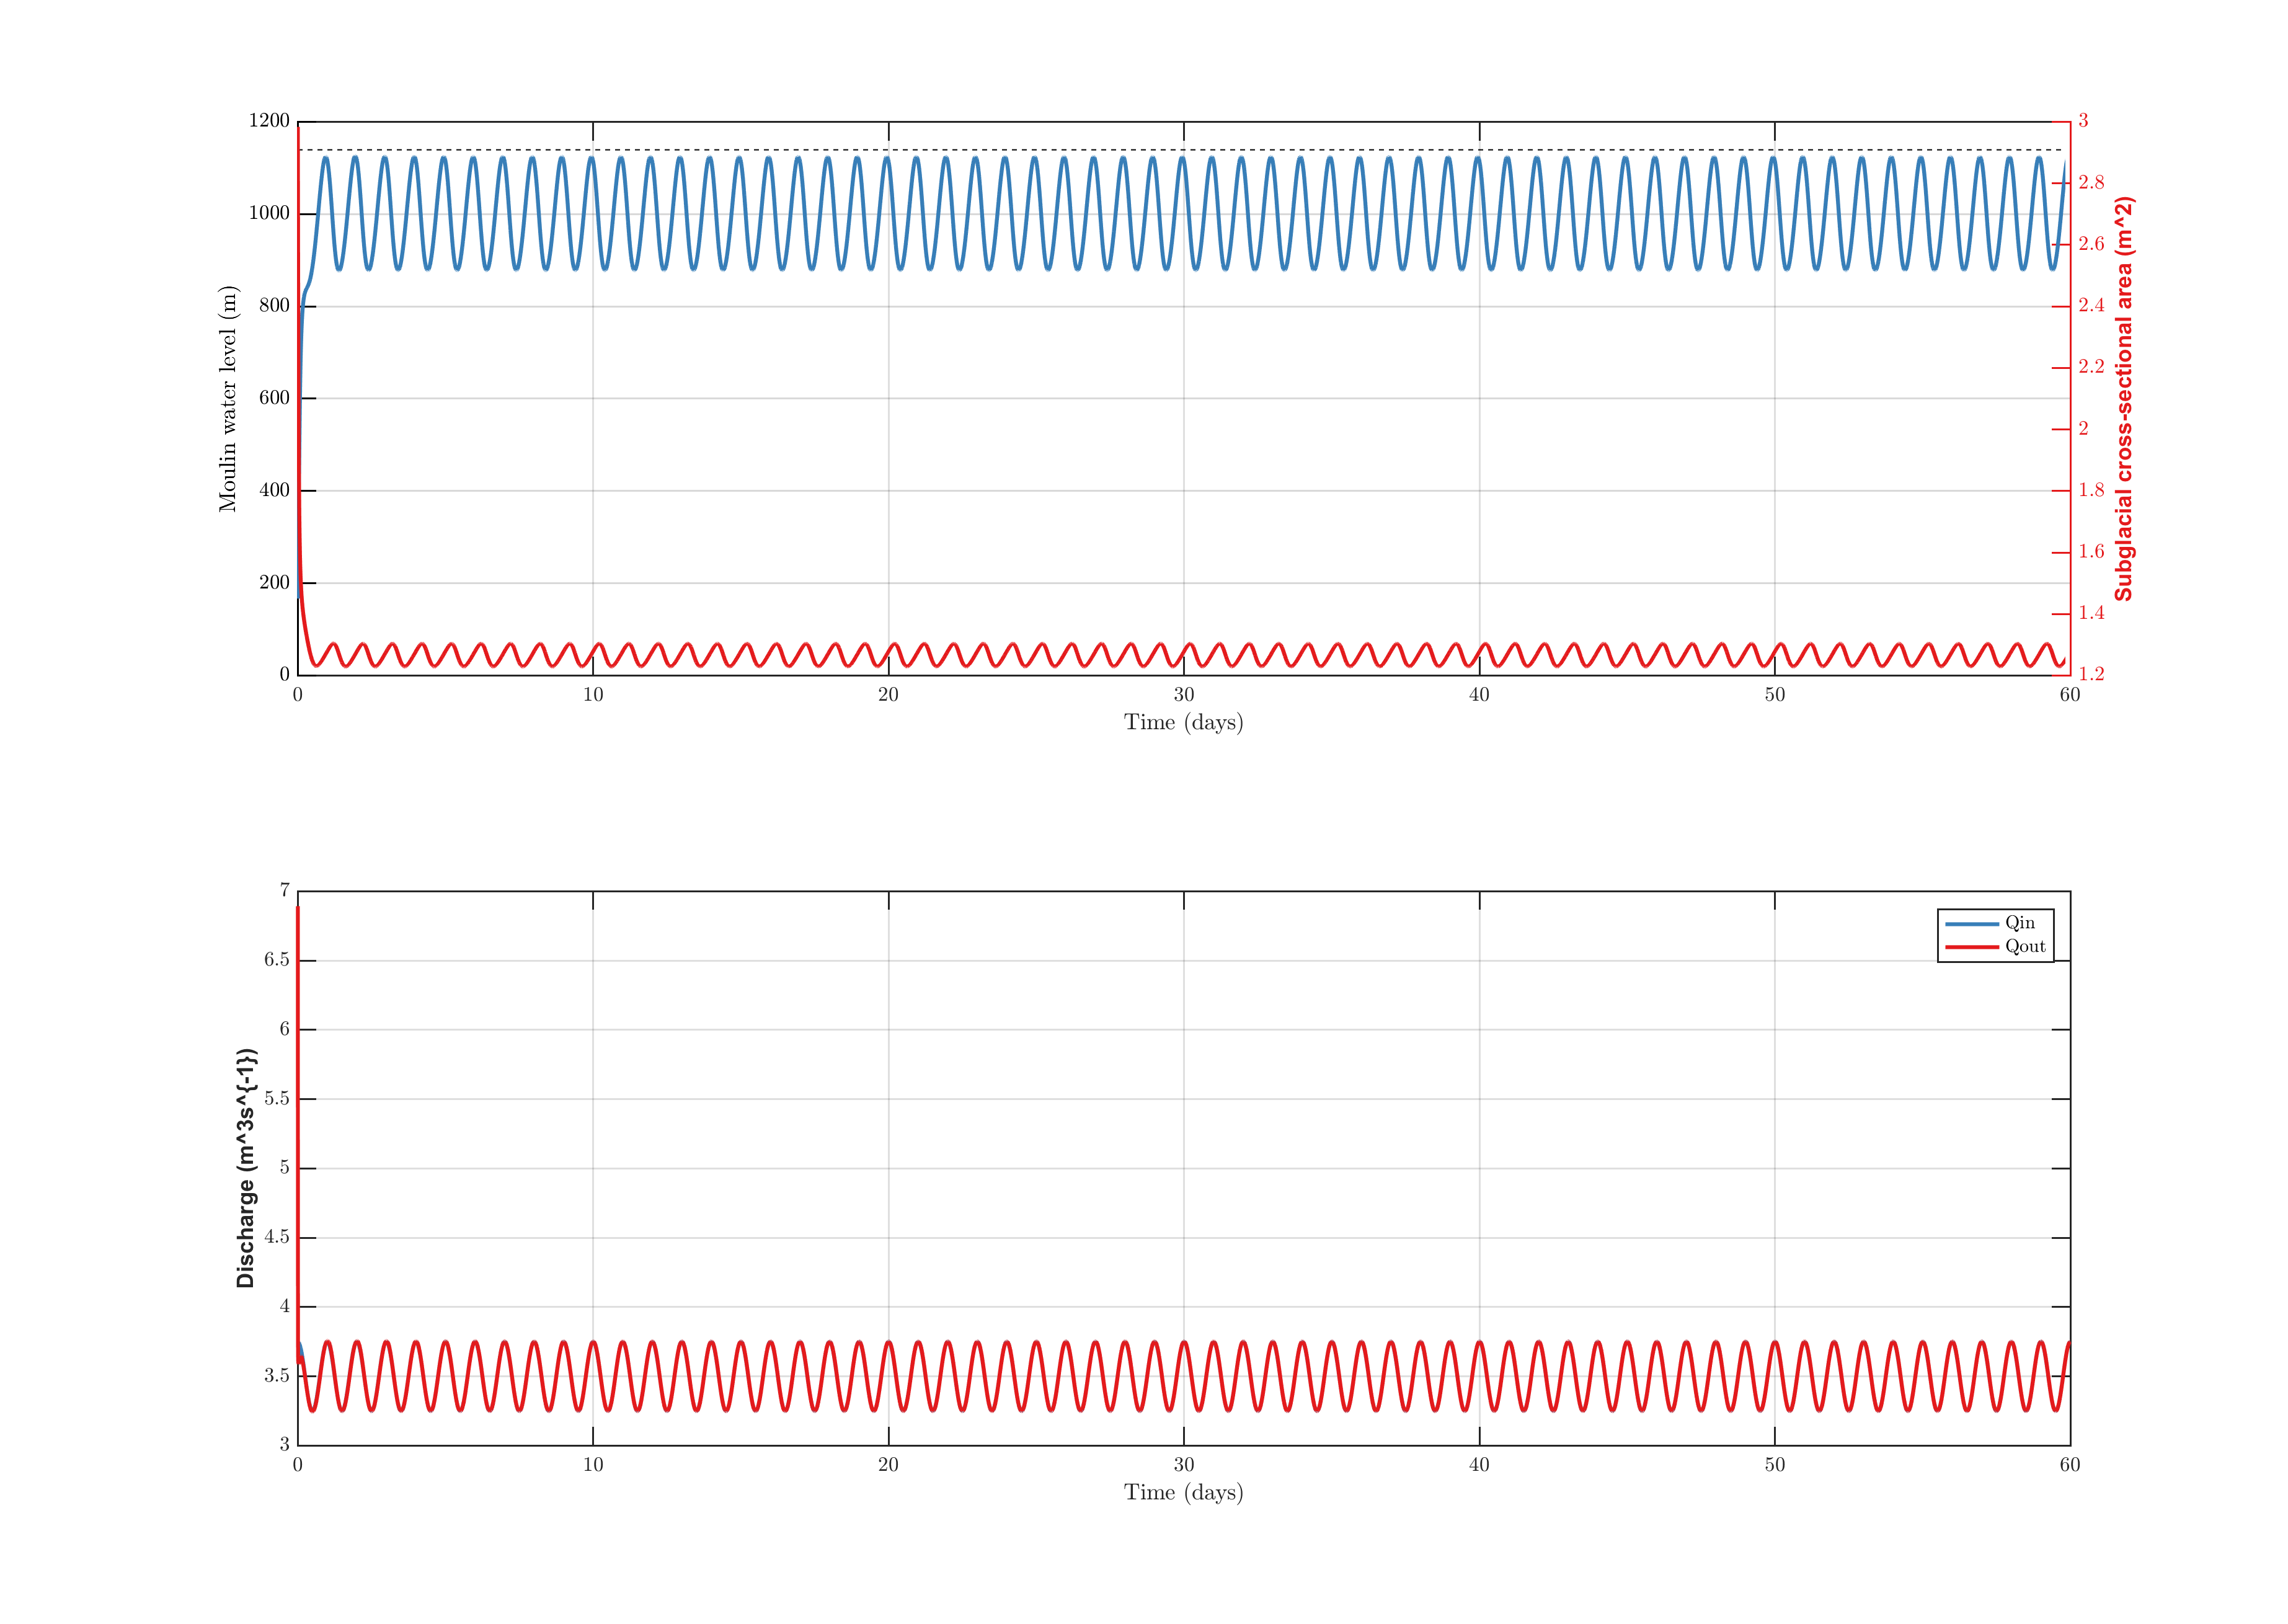 1200
1000
800
600
400
200
0
Moulin water level (m)
3
2.8
2.6
2.4
2.2
2
1.8
1.6
1.4
1.2
Subglacial cross-sectional area (m^2)
0 10 20 30 40 50 60
Time (days)
7
6.5
6
5.5
5
4.5
4
3.5
3
Discharge (m^3s^{-1})
Qin
Qout
0 10 20 30 40 50 60
Time (days)